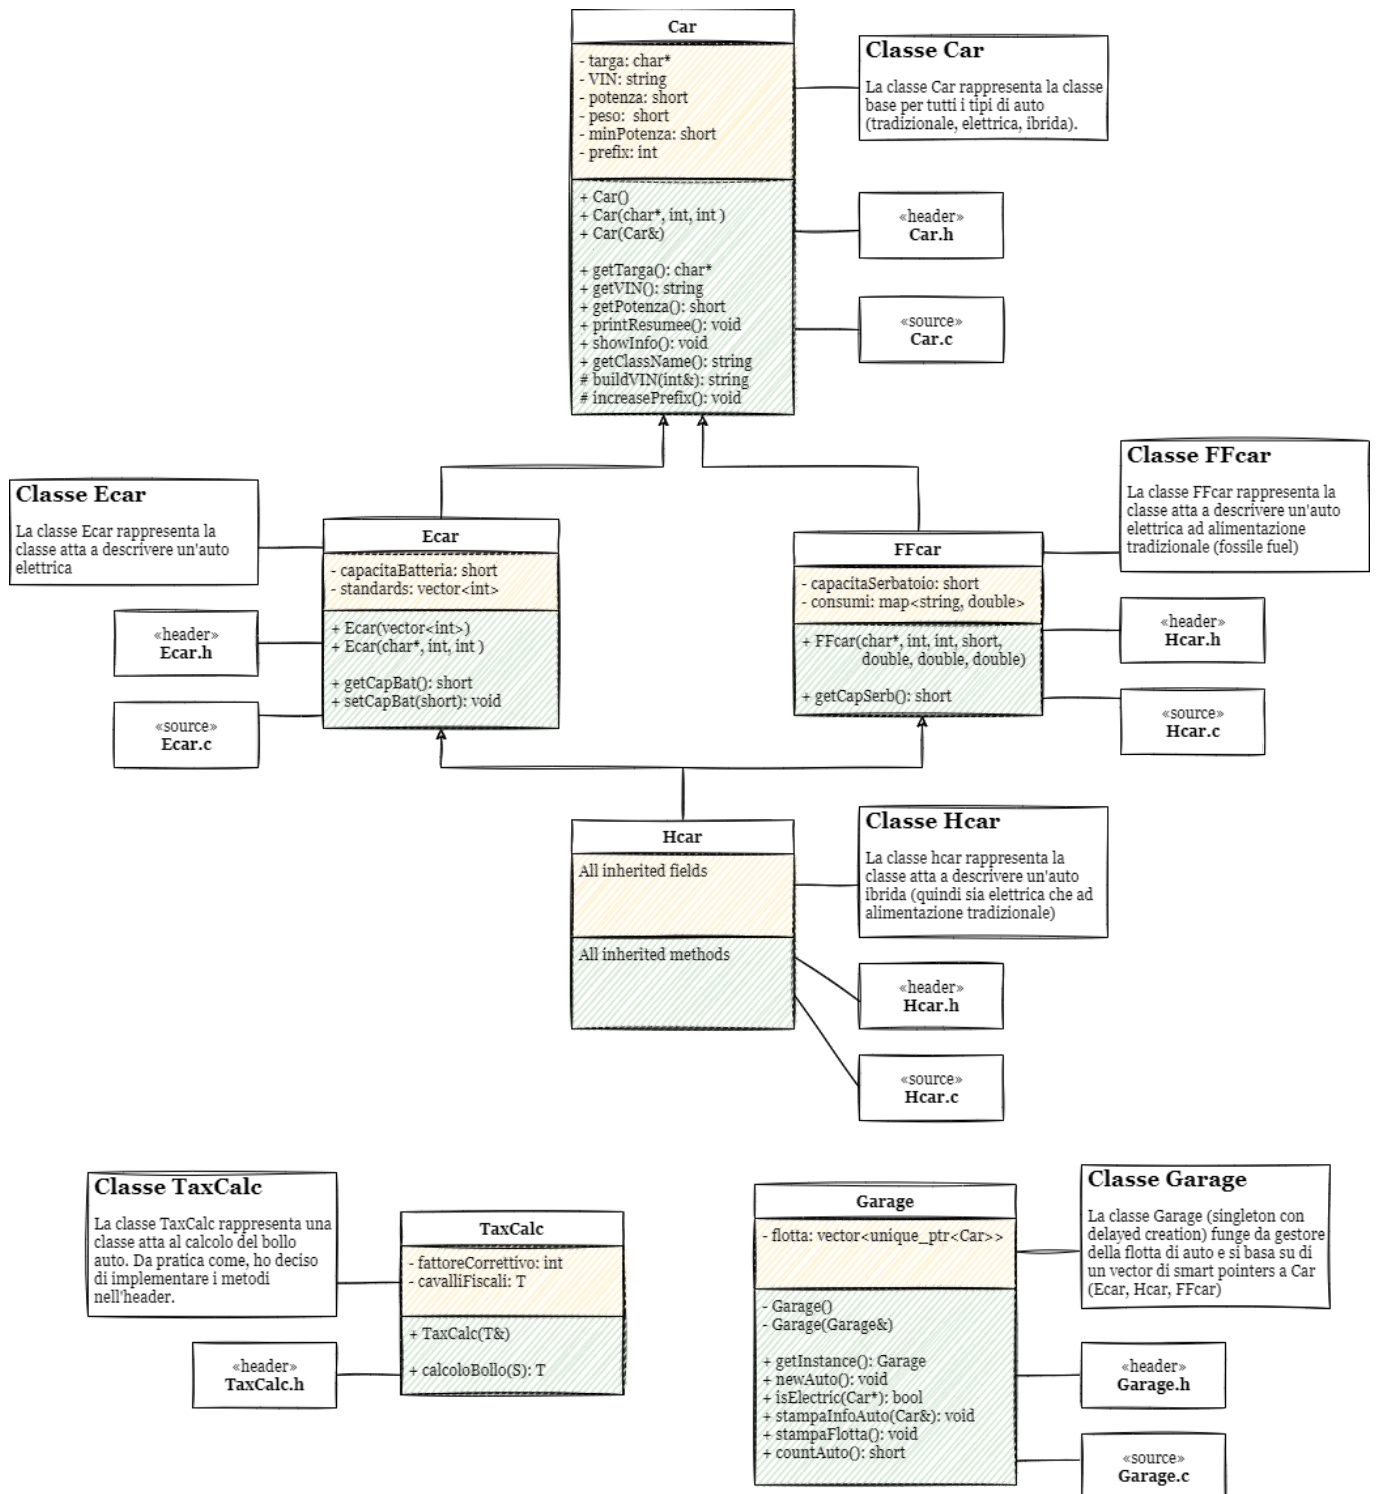 Car
- targa: char*
- VIN: string
- potenza: short
- peso:  short
- minPotenza: short
- prefix: int
+ Car()
+ Car(char*, int, int )
+ Car(Car&)
+ getTarga(): char*
+ getVIN(): string
+ getPotenza(): short
+ printResumee(): void
+ showInfo(): void
+ getClassName(): string
# buildVIN(int&): string
# increasePrefix(): void
Classe Car
La classe Car rappresenta la classe
base per tutti i tipi di auto
(tradizionale, elettrica, ibrida).
«header»
Car.h
«source»
Car.c
Classe Ecar
La classe Ecar rappresenta la
classe atta a descrivere un'auto
elettrica
«header»
Ecar.h
«source»
Ecar.c
Ecar
- capacitaBatteria: short
- standards: vector<int>
+ Ecar(vector<int>)
+ Ecar(char*, int, int )
+ getCapBat(): short
+ setCapBat(short): void
FFcar
- capacitaSerbatoio: short
- consumi: map<string, double>
+ FFcar(char*, int, int, short,
double, double, double)
+ getCapSerb(): short
Classe FFcar
La classe FFcar rappresenta la
classe atta a descrivere un'auto
elettrica ad alimentazione
tradizionale (fossile fuel)
«header»
Hcar.h
«source»
Hcar.c
Hcar
All inherited fields
All inherited methods
Classe Hcar
La classe hcar rappresenta la
classe atta a descrivere un'auto
ibrida (quindi sia elettrica che ad
alimentazione tradizionale)
«header»
Hcar.h
«source»
Hcar.c
Classe TaxCalc
La classe TaxCalc rappresenta una
classe atta al calcolo del bollo
auto. Da pratica come, ho deciso
di implementare i metodi
nell'header.
«header»
TaxCalc.h
TaxCalc
- fattoreCorrettivo: int
- cavalliFiscali: T
+ TaxCalc(T&)
+ calcoloBollo(S): T
Garage
- flotta: vector<unique_ptr<Car>>
- Garage()
- Garage(Garage&)
+ getInstance(): Garage
+ newAuto(): void
+ isElectric(Car*): bool
+ stampaInfoAuto(Car&): void
+ stampaFlotta(): void
+ countAuto(): short
Classe Garage
La classe Garage (singleton con
delayed creation) funge da gestore
della flotta di auto e si basa su di
un vector di smart pointers a Car
(Ecar, Hcar, FFcar)
«header»
Garage.h
«source»
Garage.c